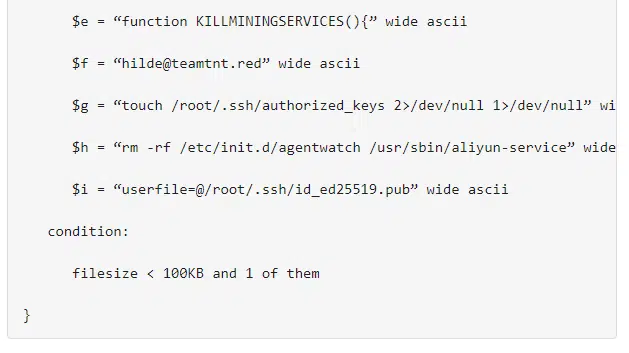 $e = “function KILLMININGSERVICES(){” wide ascii
$f = “hilde@teamtnt.red” wide ascii
$g = “touch /root/.ssh/authorized_keys 2>/dev/null 1>/dev/null” wi
$h = “rm -rf /etc/init.d/agentwatch /usr/sbin/aliyun-service” wide
$i = “userfile=@/root/.ssh/id_ed25519.pub” wide ascii
condition:
filesize < 100KB and 1 of them
}